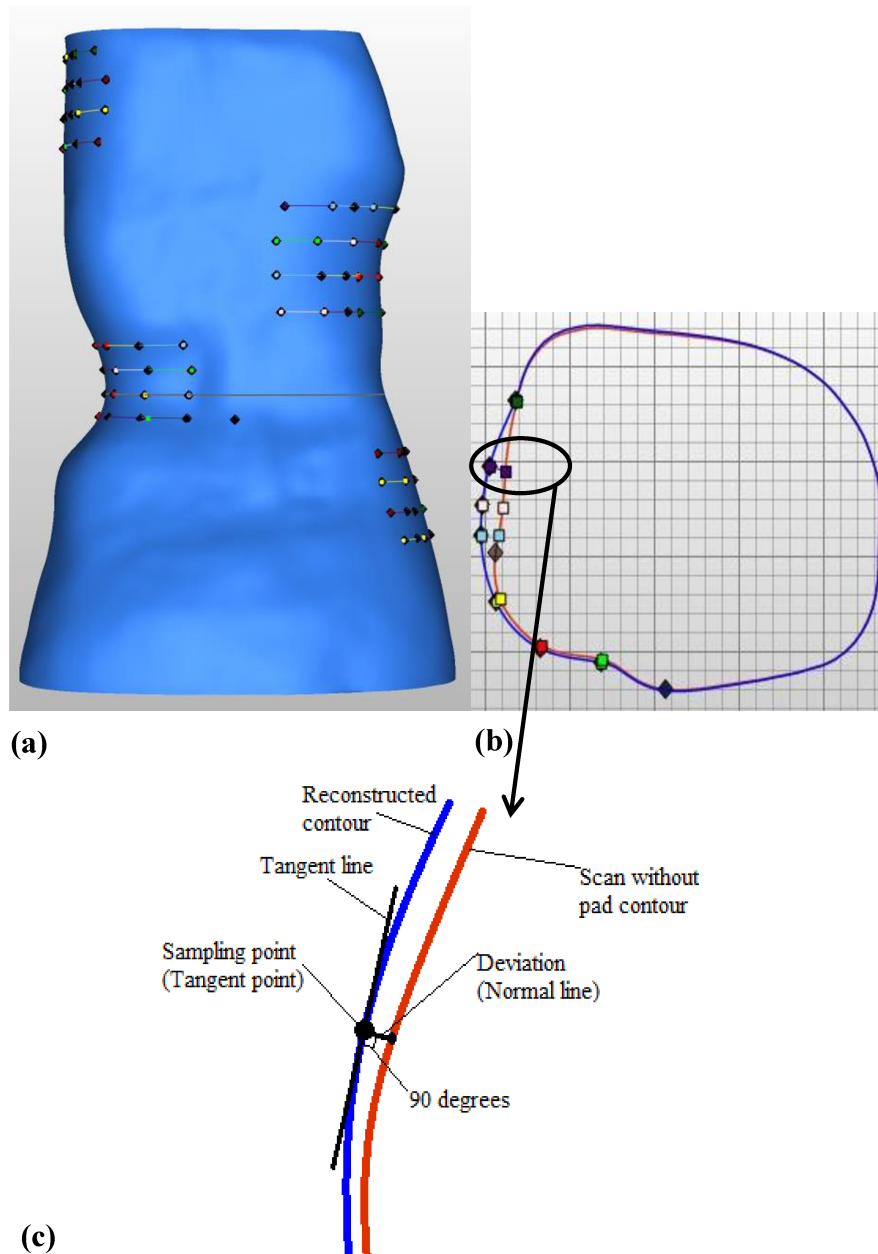 (a)
(b)
Reconstructed
contour
Tangent line
Scan without
pad contour
Sampling point
(Tangent point)
Deviation
(Normal line)
90 degrees
(c)